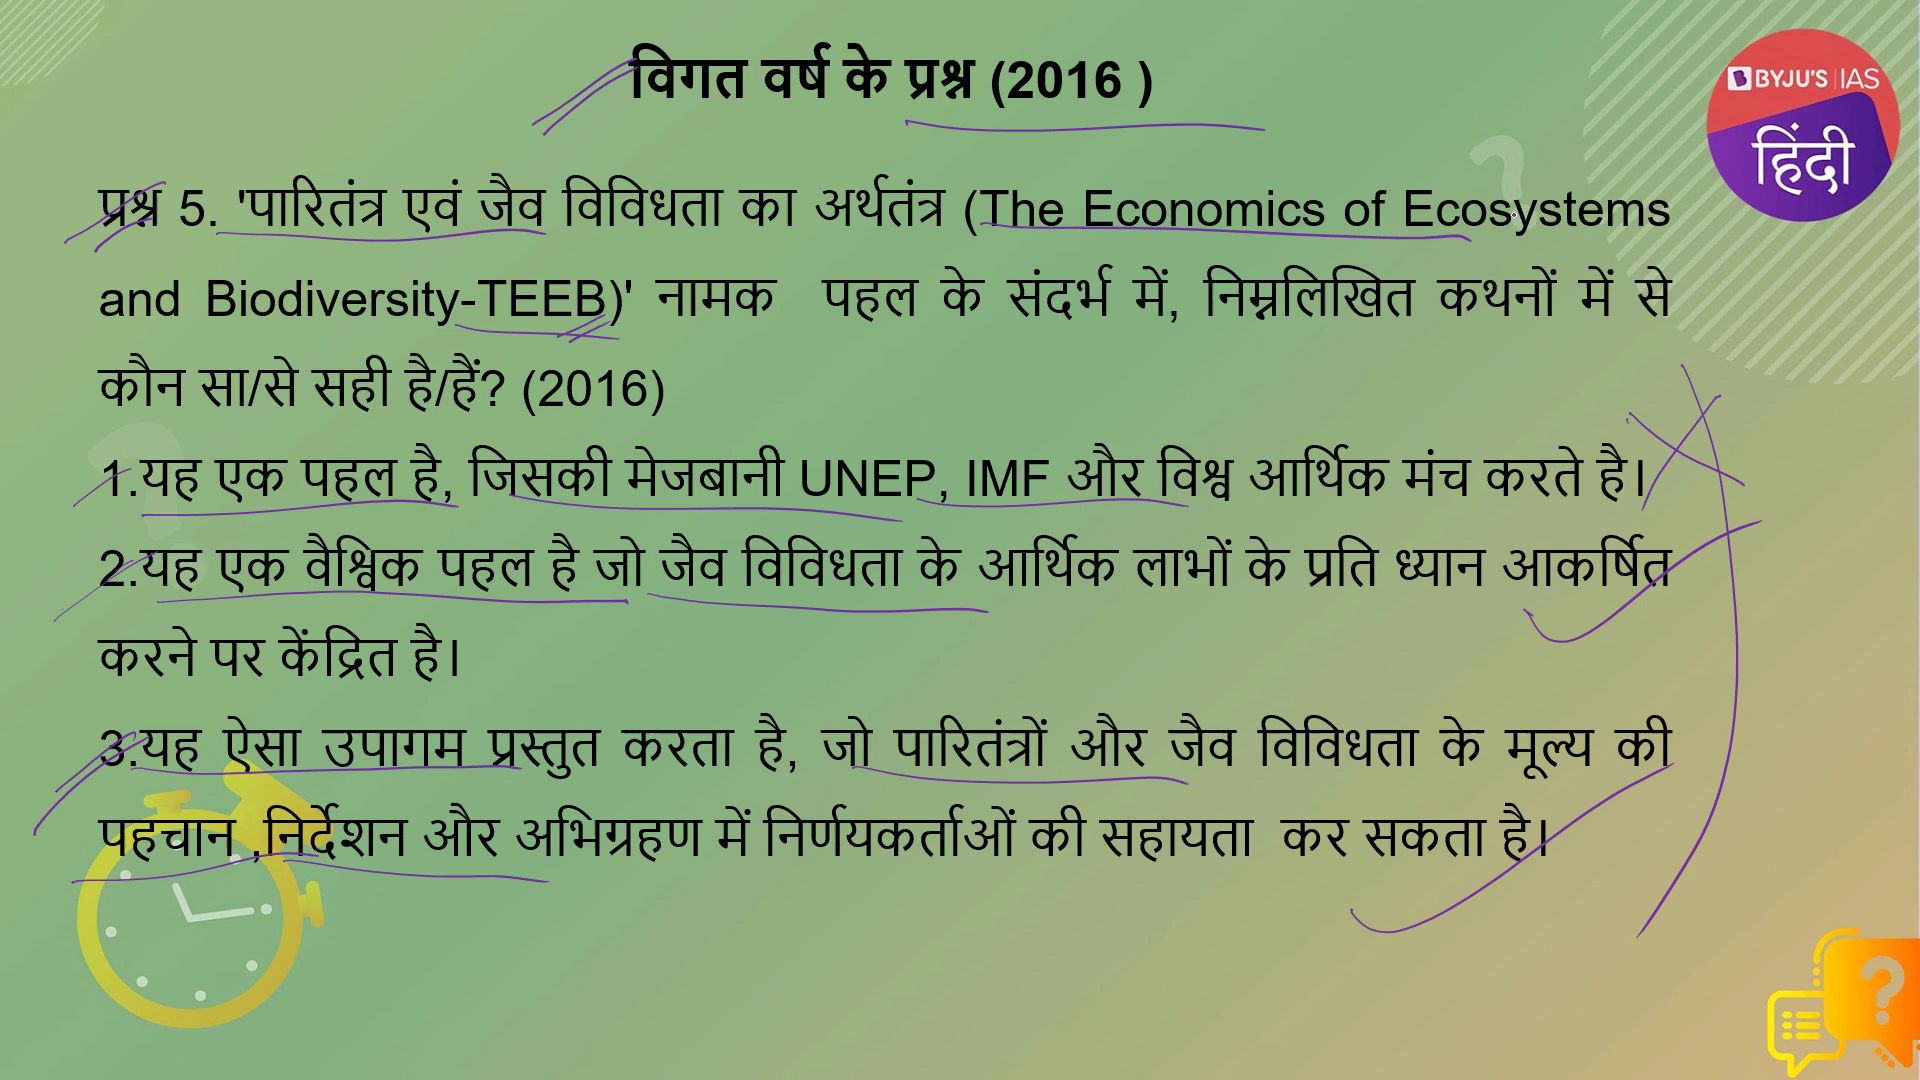 विगत वर्ष के प्रश्न (2016 )
BYJU'S IAS
हिंदी
प्रश्न 5. 'पारितंत्र एवं जैव विविधता का अर्थतंत्र (The Economics of Ecosystems
and Biodiversity-TEEB)' नामक पहल के संदर्भ में, निम्नलिखित कथनों में से
कौन सा/से सही है/हैं? (2016)
1.यह एक पहल है, जिसकी मेजबानी UNEP, IMF और विश्व आर्थिक मंच करते है।
2.यह एक वैश्विक पहल है जो जैव विविधता के आर्थिक लाभों के प्रति ध्यान आकर्षित
करने पर केंद्रित है।
3.यह ऐसा उपागम प्रस्तुत करता है, जो पारितंत्रों और जैव विविधता के मूल्य की
पहचान ,निर्देशन और अभिग्रहण में निर्णयकर्ताओं की सहायता कर सकता है।